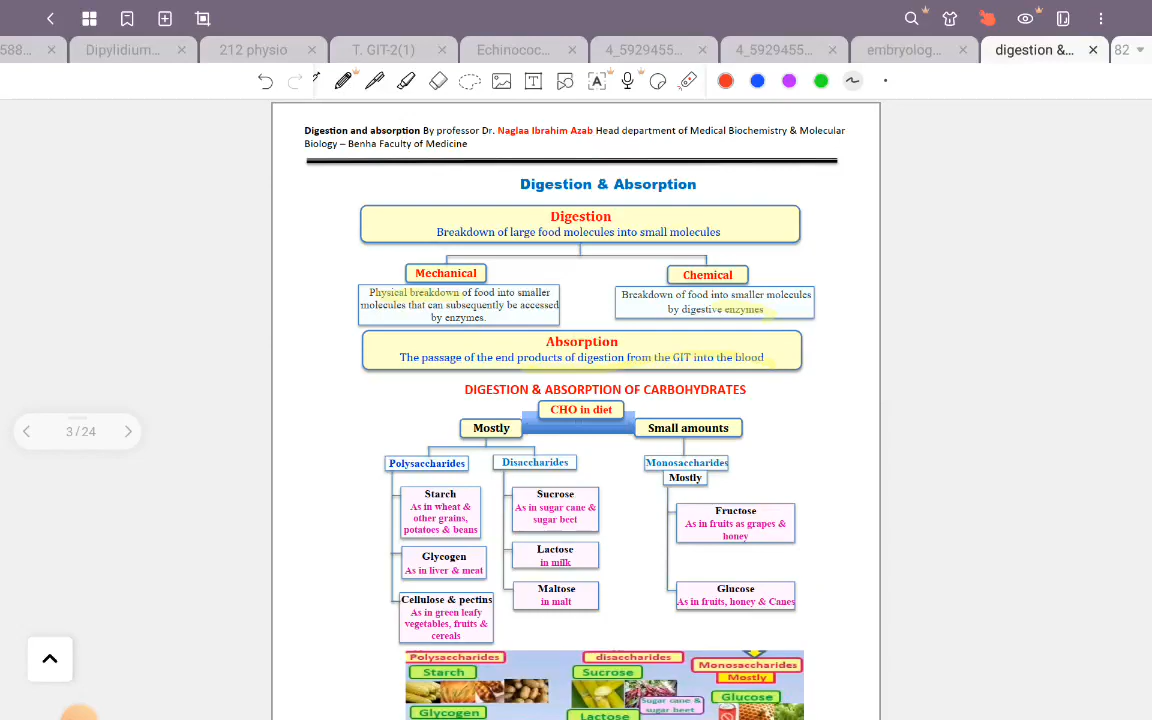 588...
Dipylidium...
212 physio
T. GIT-2(1)
Echinococ...
4_5929455...
4_5929455...
embryolog...
digestion &...
82
Digestion and absorption By professor Dr. Naglaa Ibrahim Azab Head department of Medical Biochemistry & Molecular
Biology – Benha Faculty of Medicine
Digestion & Absorption
Digestion
Breakdown of large food molecules into small molecules
Mechanical
Physical breakdown of food into smaller
molecules that can subsequently be accessed
by enzymes.
Chemical
Breakdown of food into smaller molecules
by digestive enzymes
Absorption
The passage of the end products of digestion from the GIT into the blood
DIGESTION & ABSORPTION OF CARBOHYDRATES
CHO in diet
Mostly
Small amounts
3 / 24
Polysaccharides
Disaccharides
Monosaccharides
Mostly
Starch
As in wheat &
other grains,
potatoes & beans
Glycogen
As in liver & meat
Cellulose & pectins
As in green leafy
vegetables, fruits &
cereals
Sucrose
As in sugar cane &
sugar beet
Lactose
in milk
Maltose
in malt
Fructose
As in fruits as grapes &
honey
Glucose
As in fruits, honey & Canes
Polysaccharides
disaccharides
Monosaccharides
Mostly
Starch
Sucrose
Glucose
Sugar cane &
sugar beet
Glycogen
Lactose